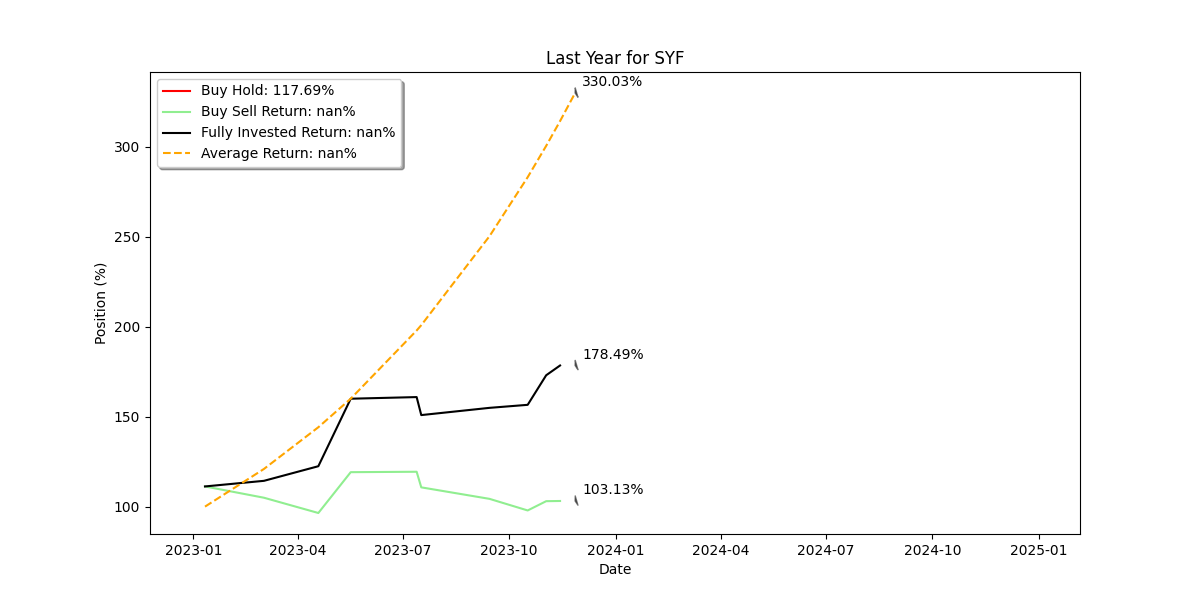 Last Year for SYF
Buy Hold: 117.69%
Buy Sell Return: nan%
Fully Invested Return: nan%
Average Return: nan%
330.03%
178.49%
103.13%
Position (%)
300
250
200
150
100
2023-01 2023-04 2023-07 2023-10 2024-01 2024-04 2024-07 2024-10 2025-01
Date